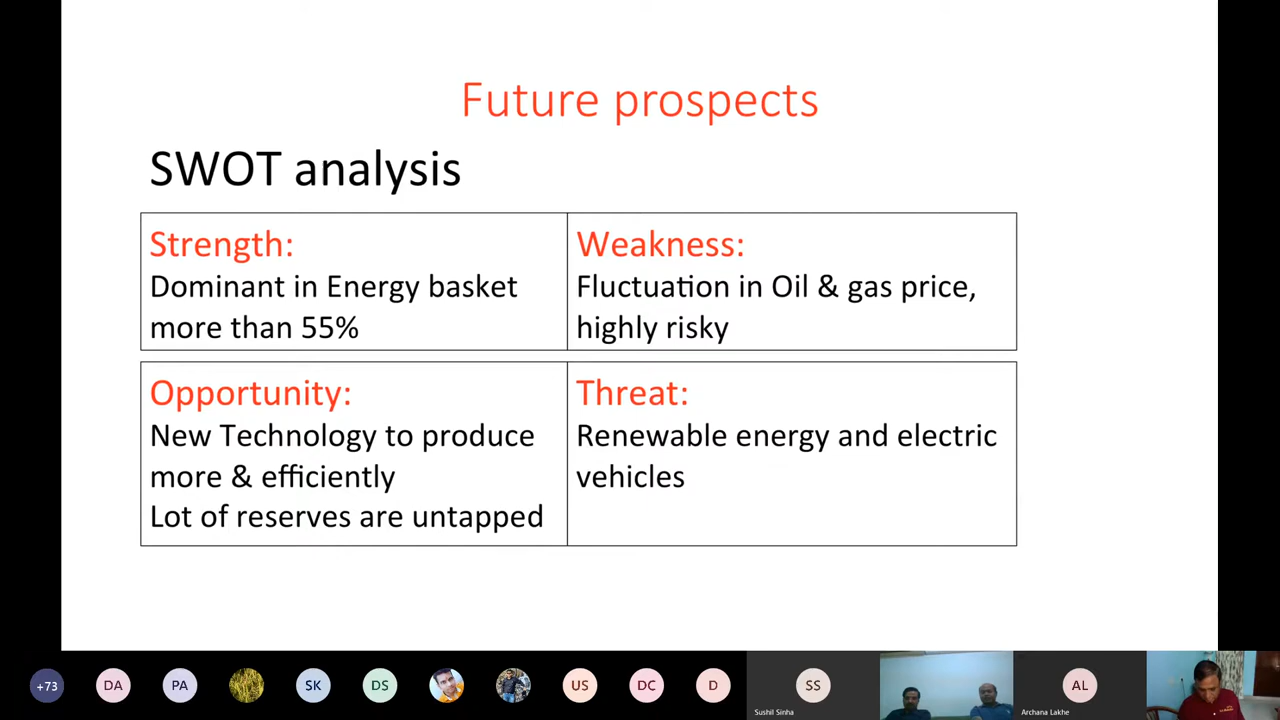 Future prospects
SWOT analysis
Strength:
Dominant in Energy basket
more than 55%
Weakness:
Fluctuation in Oil & gas price,
highly risky
Opportunity:
New Technology to produce
more & efficiently
Lot of reserves are untapped
Threat:
Renewable energy and electric
vehicles
+73
DA
PA
SK
DS
US
DC
D
SS
Sushil Sinha
AL
Archana Lakhe